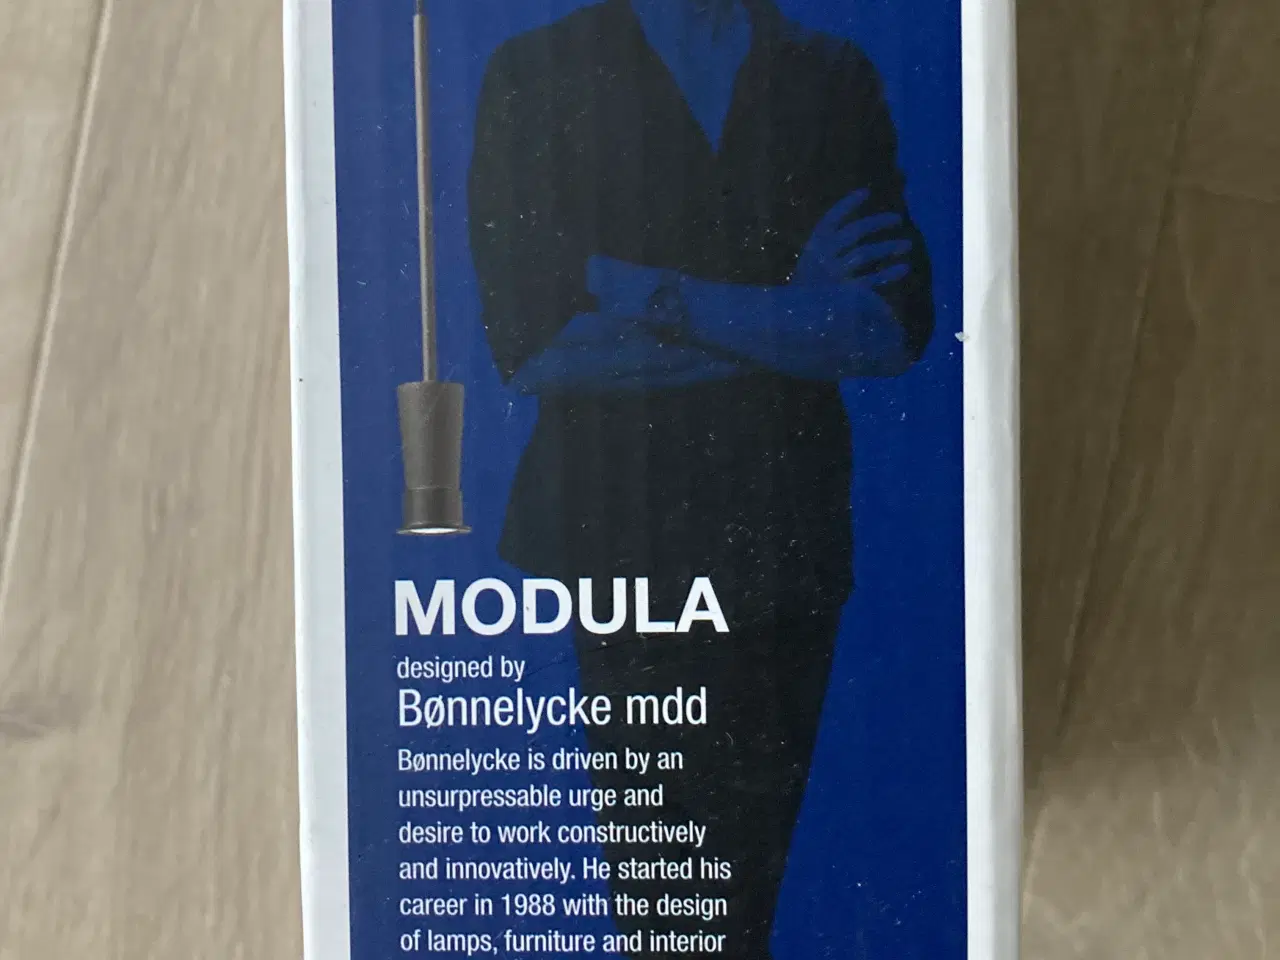 MODULA
designed by
Bønnelycke mdd
Bønnelycke is driven by an
unsurpressable urge and
desire to work constructively
and innovatively. He started his
career in 1988 with the design
of lamps, furniture and interior